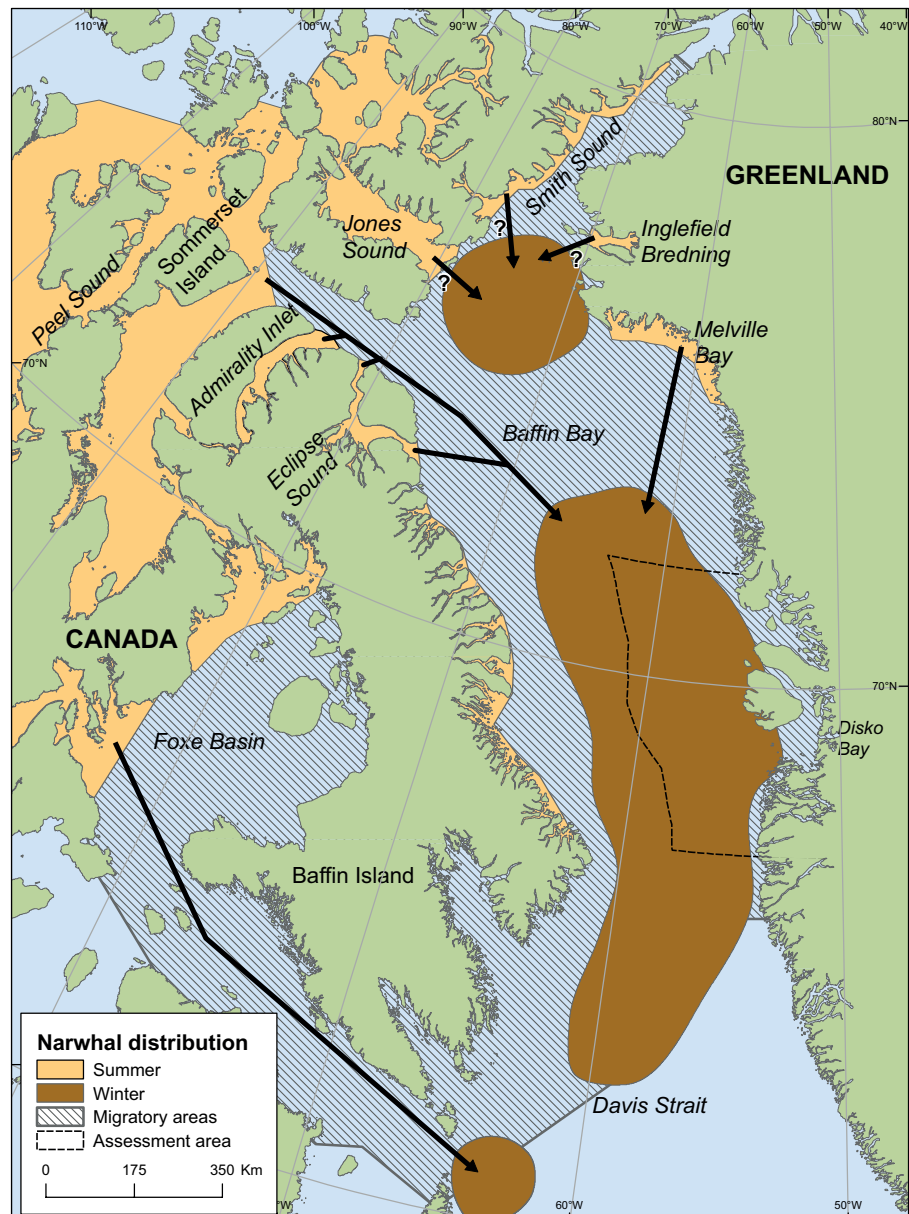 110°W
100°W
90°W
80°W
70°W
60°W
50°W
40°W
80°N
Smith Sound
GREENLAND
Jones
Sound
?
?
?
Inglefield
Bredning
Sommerset
Island
Peel Sound
Admirality Inlet
Melville
Bay
70°N
Baffin Bay
Eclipse
Sound
CANADA
70°N
Foxe Basin
Disko
Bay
Baffin Island
Narwhal distribution
Summer
Winter
Migratory areas
Assessment area
0 175 350 Km
Davis Strait
°W
60°W
50°W